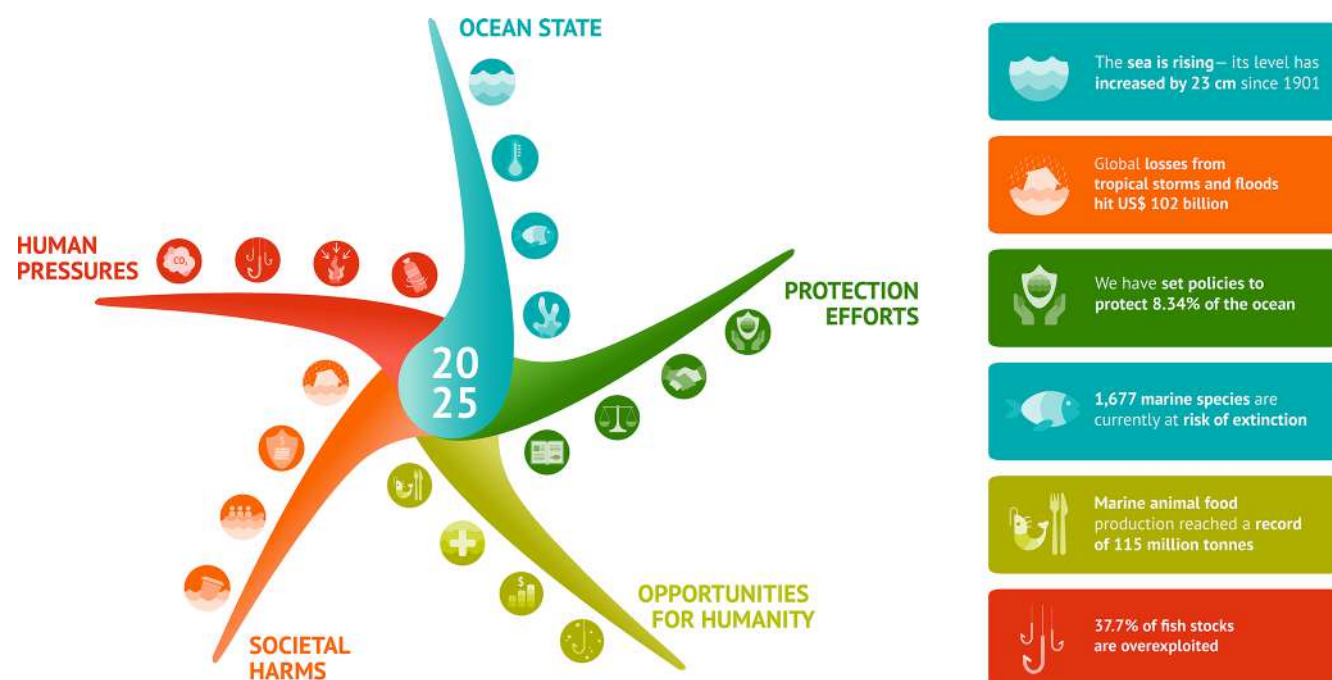 OCEAN STATE
HUMAN
PRESSURES
CO₂
PROTECTION
EFFORTS
20
25
$
$
OPPORTUNITIES
FOR HUMANITY
SOCIETAL
HARMS
The sea is rising— its level has
increased by 23 cm since 1901
Global losses from
tropical storms and floods
hit US$ 102 billion
We have set policies to
protect 8.34% of the ocean
1,677 marine species are
currently at risk of extinction
Marine animal food
production reached a record
of 115 million tonnes
37.7% of fish stocks
are overexploited